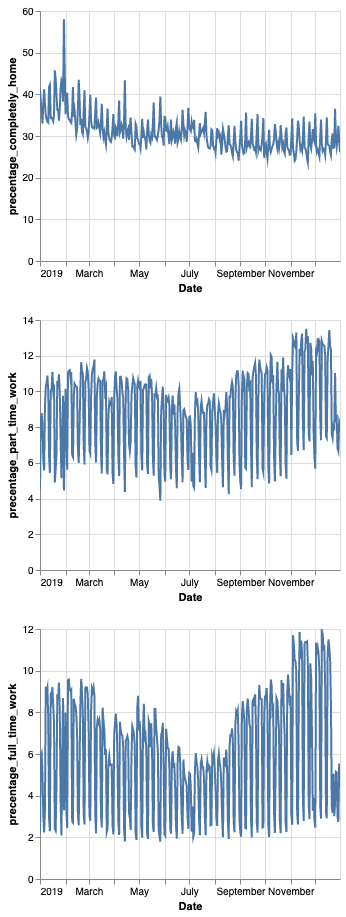 60
50
40
30
20
10
0
precentage_completely_home
2019 March May July September November
Date
14
12
10
8
6
4
2
0
precentage_part_time_work
2019 March May July September November
Date
12
10
8
6
4
2
0
precentage_full_time_work
2019 March May July September November
Date